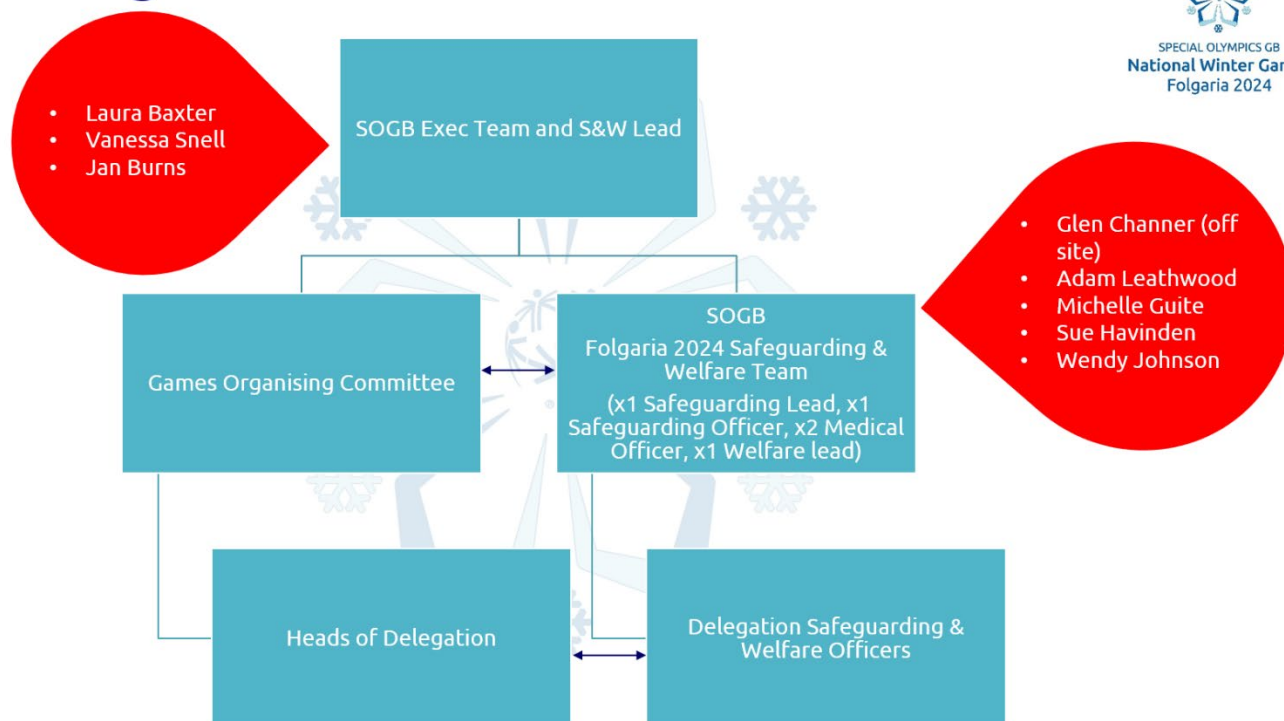 SPECIAL OLYMPICS GB
National Winter Gar
Folgaria 2024
• Laura Baxter
• Vanessa Snell
• Jan Burns
SOGB Exec Team and S&W Lead
• Glen Channer (off
site)
• Adam Leathwood
• Michelle Guite
• Sue Havinden
• Wendy Johnson
Games Organising Committee
SOGB
Folgaria 2024 Safeguarding &
Welfare Team
(x1 Safeguarding Lead, x1
Safeguarding Officer, x2 Medical
Officer, x1 Welfare lead)
Heads of Delegation
Delegation Safeguarding &
Welfare Officers